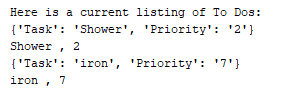 Here is a current listing of To Dos:
{'Task': 'Shower', 'Priority': '2'}
Shower , 2
{'Task': 'iron', 'Priority': '7'}
iron , 7